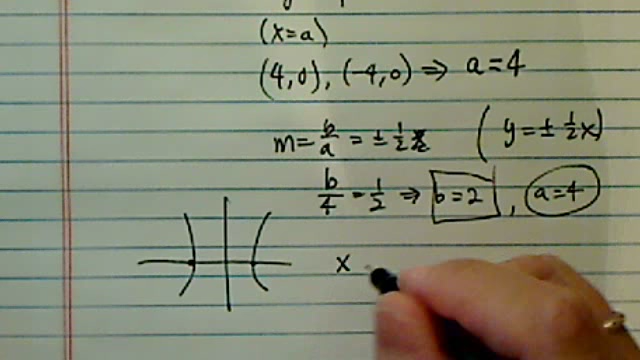 (x=a)
(4,0), (-4,0) ⇒ a=4
m = b/a = ± 1/2 (y = ± 1/2 x)
b/4 = 1/2 ⇒ b=2, a=4
x